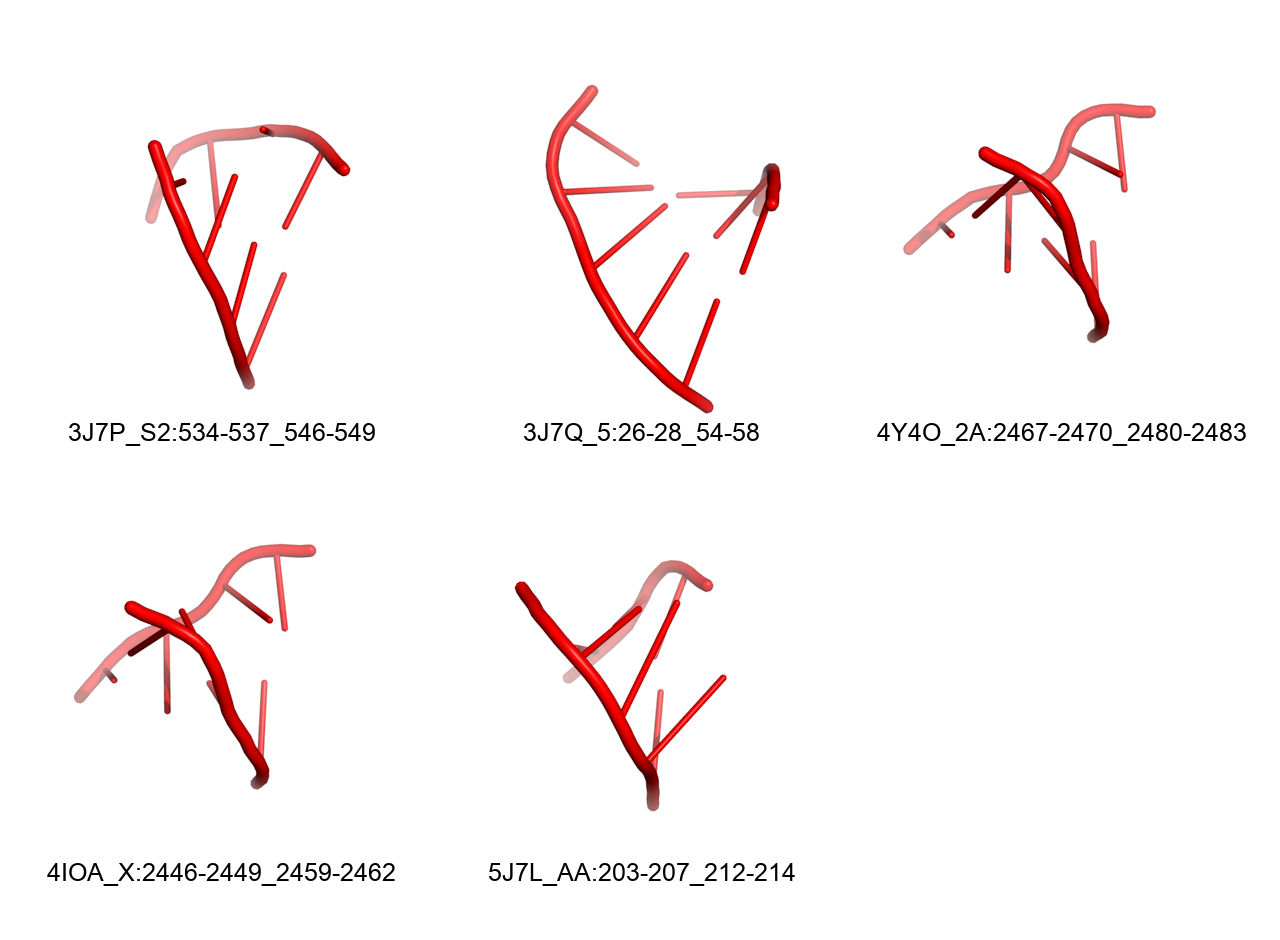 3J7P_S2:534-537_546-549
3J7Q_5:26-28_54-58
4Y4O_2A:2467-2470_2480-2483
4IOA_X:2446-2449_2459-2462
5J7L_AA:203-207_212-214